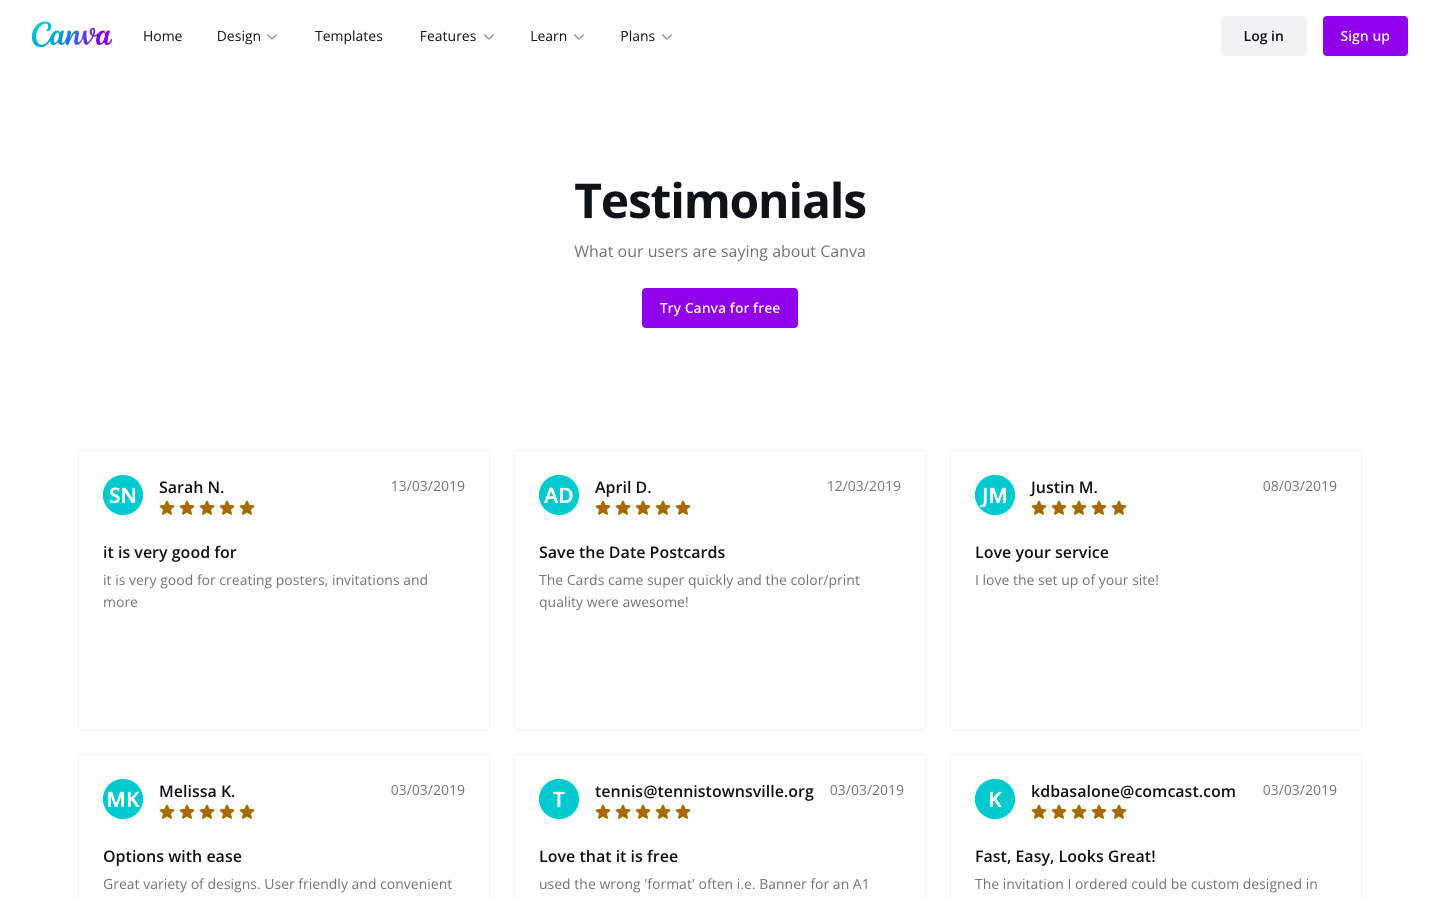 Canva
Home
Design
Templates
Features
Learn
Plans
Log in
Sign up
Testimonials
What our users are saying about Canva
Try Canva for free
SN
Sarah N.
13/03/2019
it is very good for
it is very good for creating posters, invitations and
more
AD
April D.
12/03/2019
Save the Date Postcards
The Cards came super quickly and the color/print
quality were awesome!
JM
Justin M.
08/03/2019
Love your service
I love the set up of your site!
MK
Melissa K.
03/03/2019
Options with ease
Great variety of designs. User friendly and convenient
T
tennis@tennistownsville.org
03/03/2019
Love that it is free
used the wrong 'format' often i.e. Banner for an A1
K
kdbasalone@comcast.com
03/03/2019
Fast, Easy, Looks Great!
The invitation I ordered could be custom designed in